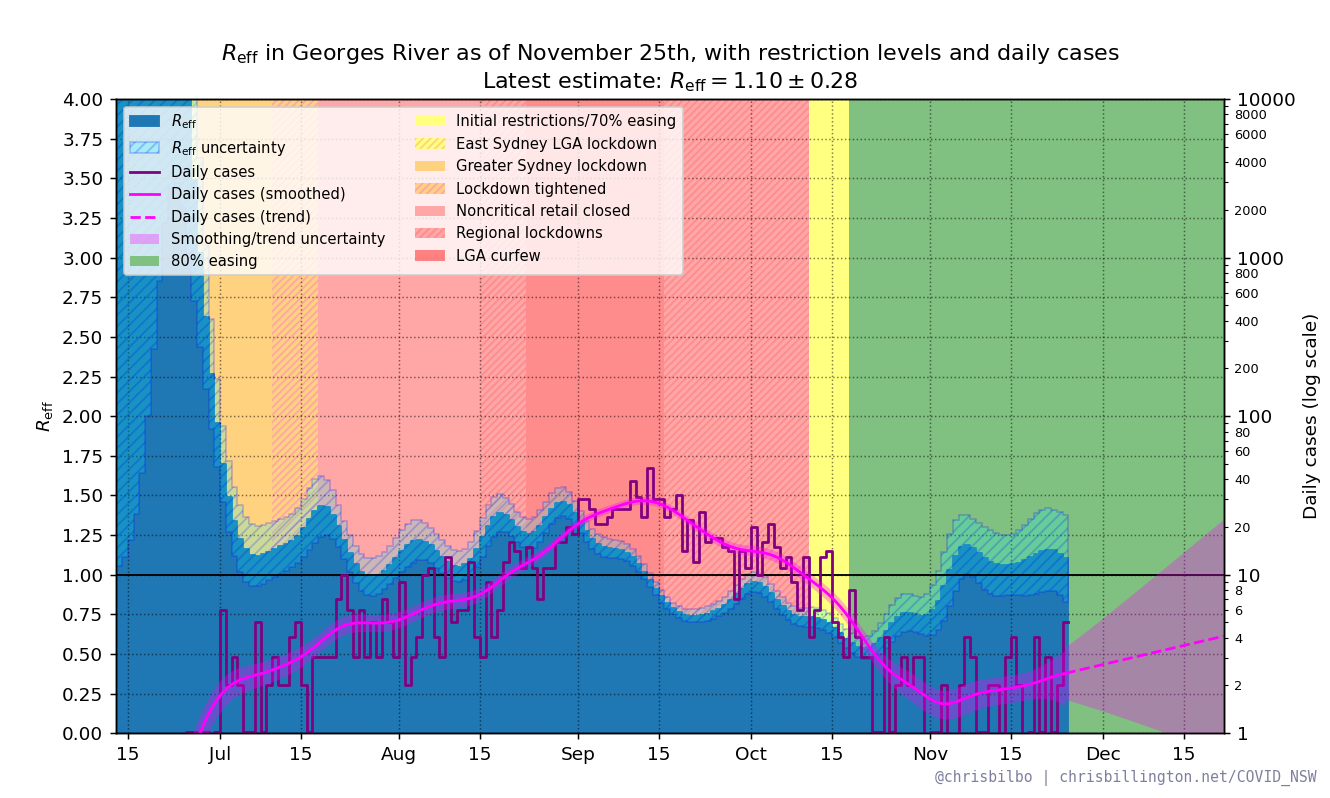 R_eff in Georges River as of November 25th, with restriction levels and daily cases
Latest estimate: R_eff = 1.10 ± 0.28
R_eff
R_eff uncertainty
Daily cases
Daily cases (smoothed)
Daily cases (trend)
Smoothing/trend uncertainty
80% easing
Initial restrictions/70% easing
East Sydney LGA lockdown
Greater Sydney lockdown
Lockdown tightened
Noncritical retail closed
Regional lockdowns
LGA curfew
4.00
3.75
3.50
3.25
3.00
2.75
2.50
2.25
2.00
1.75
1.50
1.25
1.00
0.75
0.50
0.25
0.00
R_eff
10000
8000
6000
4000
2000
1000
800
600
400
200
100
80
60
40
20
10
8
6
4
2
1
Daily cases (log scale)
15 Jul 15 Aug 15 Sep 15 Oct 15 Nov 15 Dec 15
@chrisbilbo | chrisbillington.net/COVID_NSW